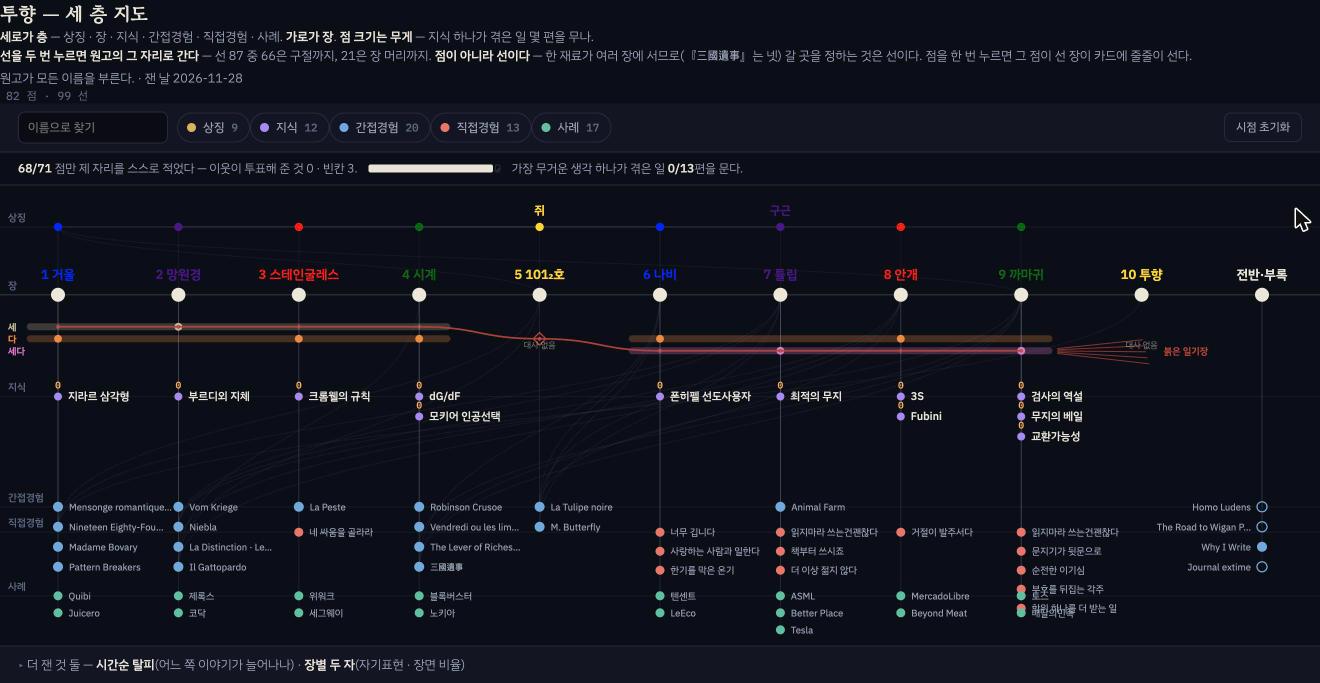 투향 — 세 층 지도
세로가 층 — 상징 · 장 · 지식 · 간접경험 · 직접경험 · 사례. 가로가 장. 점 크기는 무게 — 지식 하나가 겪은 일 몇 편을 무나.
선을 두 번 누르면 원고의 그 자리로 간다 — 선 87 중 66은 구절까지, 21은 장 머리까지. 점이 아니라 선이다 — 한 재료가 여러 장에 서므로(『三國遺事』는 넷) 갈 곳을 정하는 것은 선이다. 점을 한 번 누르면 그 점이 선 장이 카드에 줄줄이 선다.
원고가 모든 이름을 부른다. · 잰 날 2026-11-28
82 점 · 99 선
이름으로 찾기
상징 9
지식 12
간접경험 20
직접경험 13
사례 17
시점 초기화
68/71 점만 제 자리를 스스로 적었다 — 이웃이 투표해 준 것 0 · 빈칸 3.
가장 무거운 생각 하나가 겪은 일 0/13편을 문다.
상징
쥐
구근
장
1 거울
2 망원경
3 스테인글레스
4 시계
5 101₂호
6 나비
7 튤립
8 안개
9 까마귀
10 투향
전반·부록
세
다
세다
대사 없음
대사 없음
붉은 일기장
지식
0
지라르 삼각형
0
부르디외 지체
0
크롬웰의 규칙
0
dG/dF
0
모키어 인공선택
0
폰히펠 선도사용자
0
최적의 무지
0
3S
0
Fubini
0
검사의 역설
0
무지의 베일
0
교환가능성
간접경험
Mensonge romantique...
Nineteen Eighty-Fou...
Madame Bovary
Pattern Breakers
Vom Kriege
Niebla
La Distinction · Le...
Il Gattopardo
La Peste
Robinson Crusoe
Vendredi ou les lim...
The Lever of Riches...
三國遺事
La Tulipe noire
M. Butterfly
Animal Farm
Homo Ludens
The Road to Wigan P...
Why I Write
Journal extime
직접경험
네 싸움을 골라라
너무 깁니다
사랑하는 사람과 일한다
한기를 막은 온기
읽지마라 쓰는건괜찮다
책부터 쓰시죠
더 이상 젊지 않다
거절이 발주서다
읽지마라 쓰는건괜찮다
문지기가 뒷문으로
순전한 이기심
부호를 뒤집는 각주
사례
Quibi
Juicero
제록스
코닥
위워크
세그웨이
블록버스터
노키아
텐센트
LeEco
ASML
Better Place
Tesla
MercadoLibre
Beyond Meat
▸ 더 잰 것 둘 — 시간순 탈피(어느 쪽 이야기가 늘어나나) · 장별 두 자(자기표현 · 장면 비율)